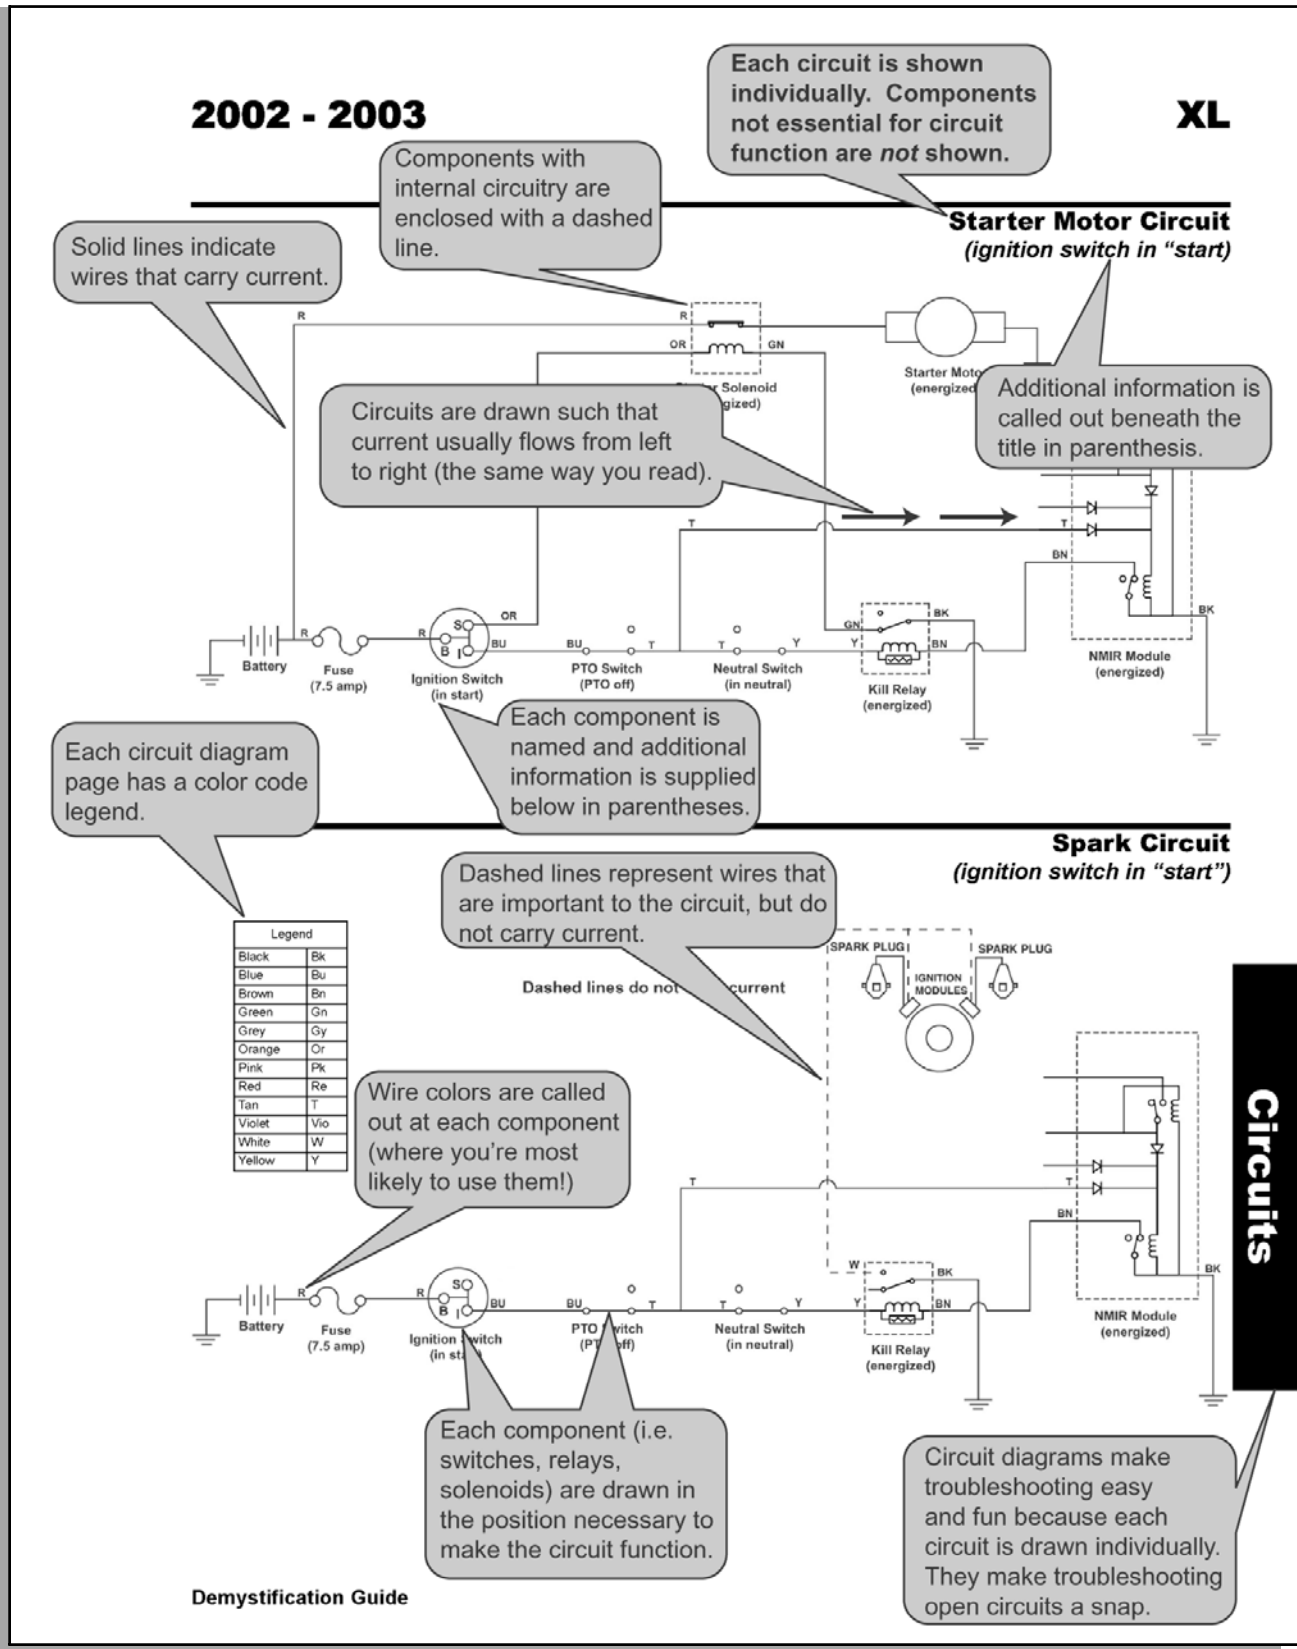 Each circuit is shown
individually. Components
not essential for circuit
function are not shown.
2002 - 2003
XL
Components with
internal circuitry are
enclosed with a dashed
line.
Starter Motor Circuit
(ignition switch in “start)
Solid lines indicate
wires that carry current.
R
R
OR
GN
Solenoid
Starter Moto
(energized
Circuits are drawn such that
current usually flows from left
to right (the same way you read).
Additional information is
called out beneath the
title in parenthesis.
T
T
BN
OR
S
B I
BU
R
R
BU
T
T
Y
Y
GN
BK
BN
BK
Battery
Fuse
(7.5 amp)
Ignition Switch
(in start)
PTO Switch
(PTO off)
Neutral Switch
(in neutral)
Kill Relay
(energized)
NMIR Module
(energized)
Each component is
named and additional
information is supplied
below in parentheses.
Each circuit diagram
page has a color code
legend.
Spark Circuit
(ignition switch in “start”)
Dashed lines represent wires that
are important to the circuit, but do
not carry current.
Legend
Black Bk
Blue Bu
Brown Bn
Green Gn
Grey Gy
Orange Or
Pink Pk
Red Re
Tan T
Violet Vio
White W
Yellow Y
SPARK PLUG
SPARK PLUG
IGNITION
MODULES
Dashed lines do not current
Wire colors are called
out at each component
(where you’re most
likely to use them!)
Circuits
T
T
BN
W
BK
BK
R
R
S
B I
BU
BU
T
T
Y
Y
BN
Battery
Fuse
(7.5 amp)
Ignition Switch
PTO
Neutral Switch
(in neutral)
Kill Relay
(energized)
NMIR Module
(energized)
Each component (i.e.
switches, relays,
solenoids) are drawn in
the position necessary to
make the circuit function.
Circuit diagrams make
troubleshooting easy
and fun because each
circuit is drawn individually.
They make troubleshooting
open circuits a snap.
Demystification Guide